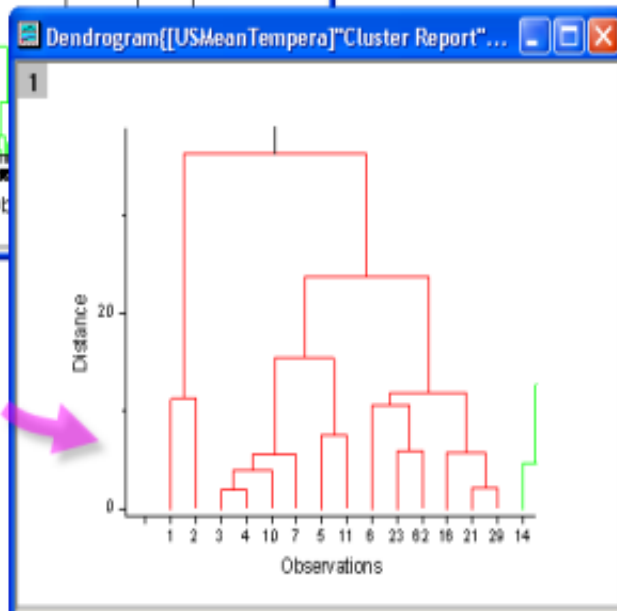 Dendrogram{[USMeanTempera]"Cluster Report"...
1
Distance
20
0
1 2 3 4 10 7 5 11 6 23 62 16 21 29 14
Observations